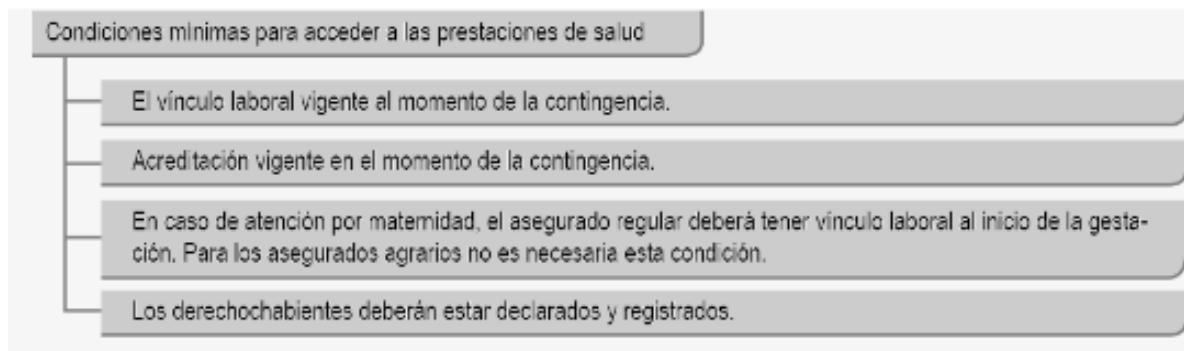 Condiciones mínimas para acceder a las prestaciones de salud
El vínculo laboral vigente al momento de la contingencia.
Acreditación vigente en el momento de la contingencia.
En caso de atención por maternidad, el asegurado regular deberá tener vínculo laboral al inicio de la gesta-
ción. Para los asegurados agrarios no es necesaria esta condición.
Los derechochabientes deberán estar declarados y registrados.